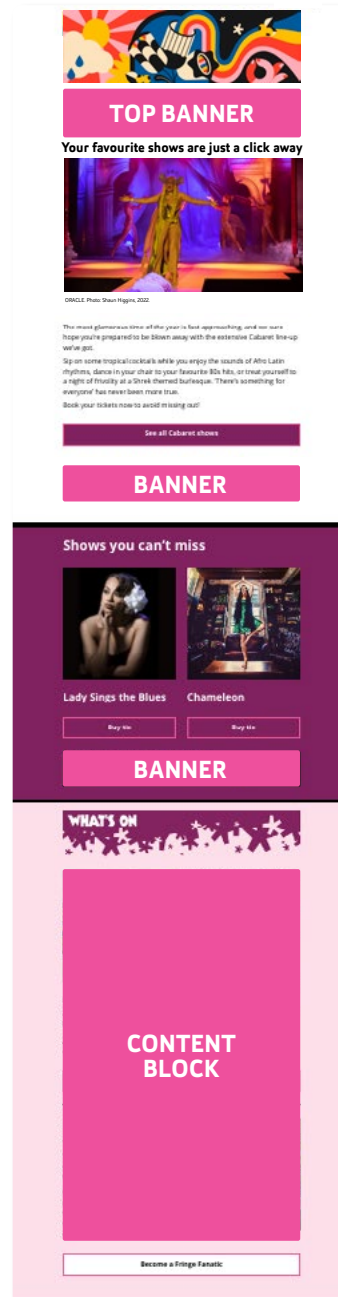 TOP BANNER
Your favourite shows are just a click away
ORACLE. Photo: Shaun Higgins, 2022.
The most glamorous time of the year is fast approaching, and we sure
hope you're prepared to be blown away with the extensive Cabaret line-up
we've got.
Sip on some tropical cocktails while you enjoy the sounds of Afro Latin
rhythms, dance in your chair to your favourite 80s hits, or treat yourself to
a night of frivolity at a Shrek themed burlesque. 'There's something for
everyone' has never been more true.
Book your tickets now to avoid missing out!
See all Cabaret shows
BANNER
Shows you can't miss
Lady Sings the Blues
Chameleon
Buy tix
Buy tix
BANNER
WHAT'S ON
CONTENT
BLOCK
Become a Fringe Fanatic